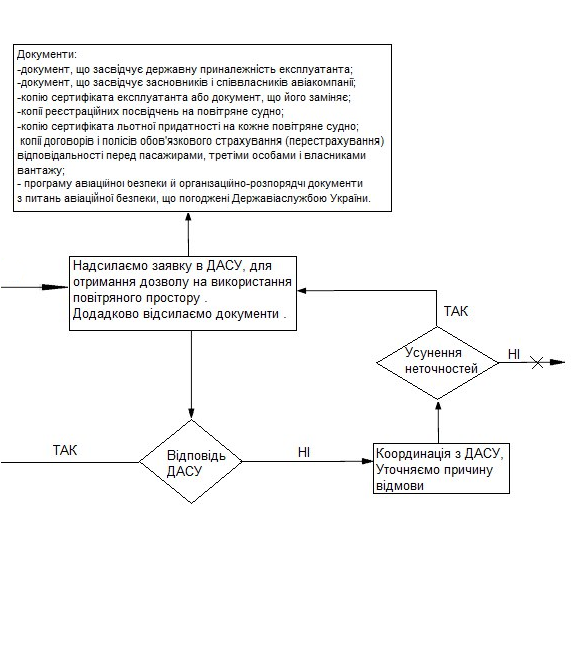 Документи:
-документ, що засвідчує державну приналежність експлуатанта;
-документ, що засвідчує засновників і співвласників авіакомпанії;
-копію сертифіката експлуатанта або документ, що його заміняє;
-копії реєстраційних посвідчень на повітряне судно;
-копію сертифіката льотної придатності на кожне повітряне судно;
копії договорів і полісів обов'язкового страхування (перестрахування)
відповідальності перед пасажирами, третіми особами і власниками
вантажу;
- програму авіаційної безпеки й організаційно-розпорядчі документи
з питань авіаційної безпеки, що погоджені Державіаслужбою України.
Надсилаємо заявку в ДАСУ, для
отримання дозволу на використання
повітряного простору .
Додадково відсилаємо документи .
ТАК
Усунення
неточностей
НІ
ТАК
Відповідь
ДАСУ
НІ
Координація з ДАСУ,
Уточняємо причину
відмови